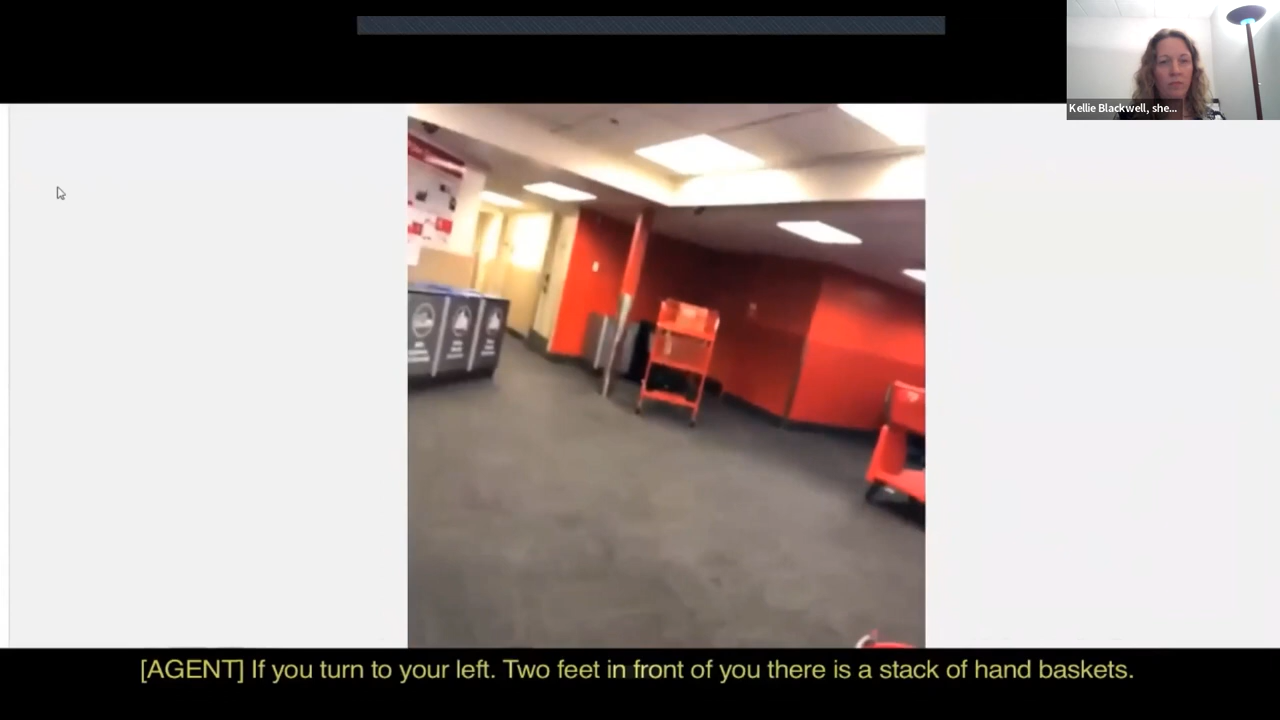 Kellie Blackwell, she...
[AGENT] If you turn to your left. Two feet in front of you there is a stack of hand baskets.